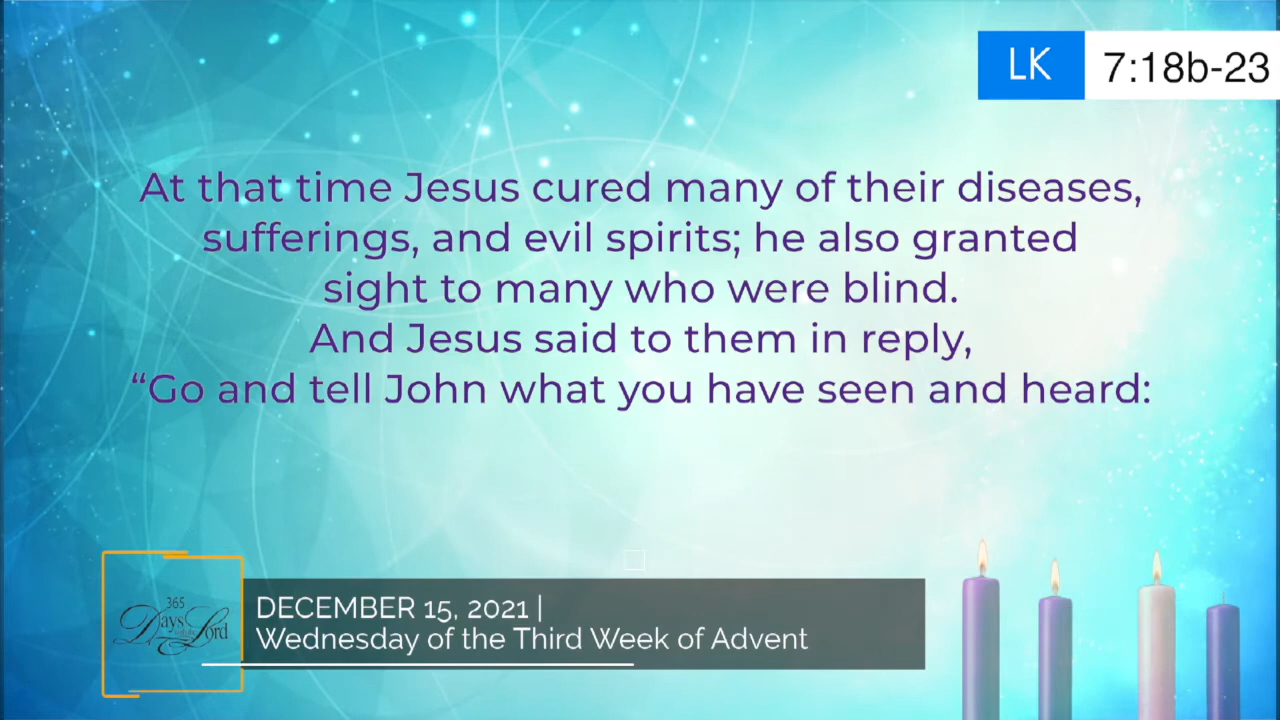 LK 7:18b-23
At that time Jesus cured many of their diseases,
sufferings, and evil spirits; he also granted
sight to many who were blind.
And Jesus said to them in reply,
“Go and tell John what you have seen and heard:
365
Days
Lord
DECEMBER 15, 2021 |
Wednesday of the Third Week of Advent